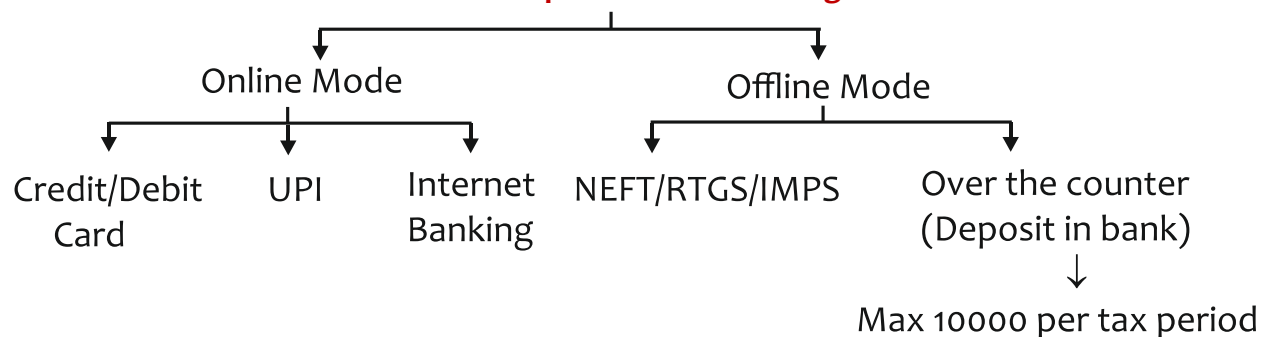 Online Mode
Offline Mode
Credit/Debit
Card
UPI
Internet
Banking
NEFT/RTGS/IMPS
Over the counter
(Deposit in bank)
Max 10000 per tax period